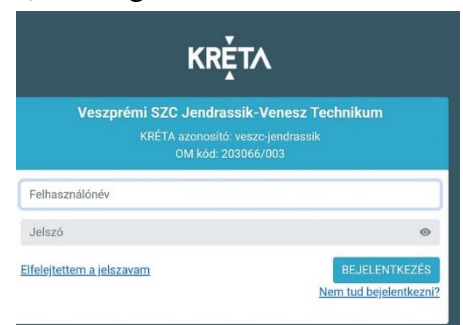 KRÉTA
Veszprémi SZC Jendrassik-Venesz Technikum
KRÉTA azonosító: veszc-jendrassik
OM kód: 203066/003
Felhasználónév
Jelszó
Elfelejtettem a jelszavam
BEJELENTKEZÉS
Nem tud bejelentkezni?